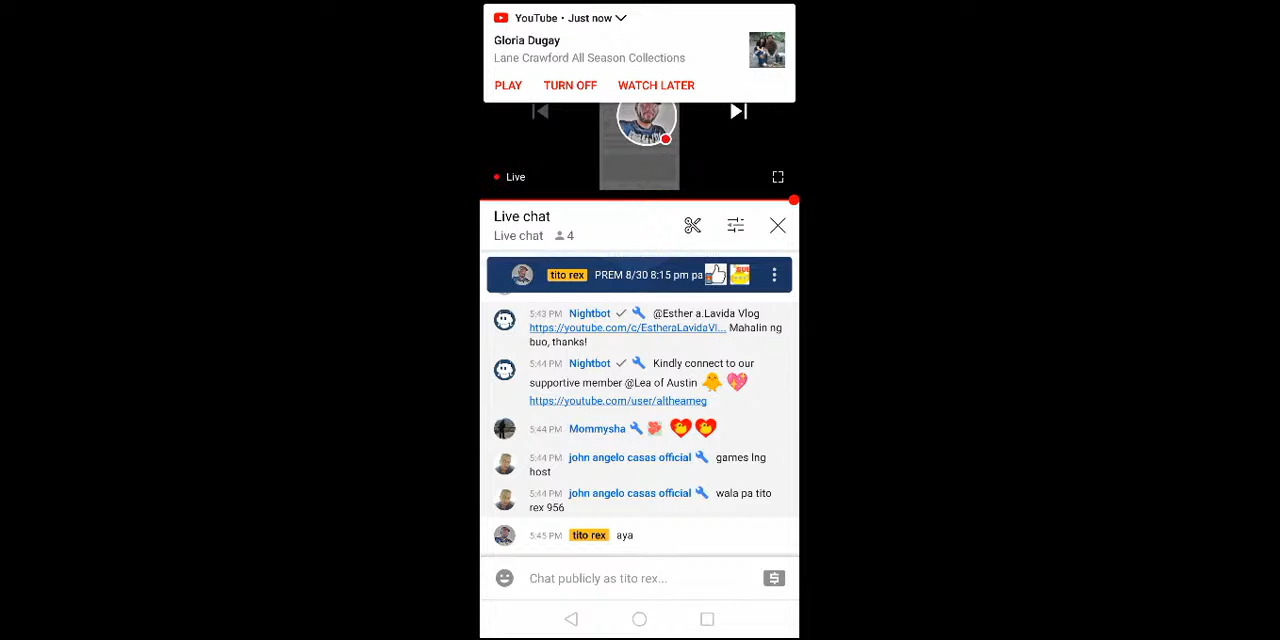 YouTube • Just now
Gloria Dugay
Lane Crawford All Season Collections
PLAY TURN OFF WATCH LATER
Live
Live chat
Live chat 4
tito rex PREM 8/30 8:15 pm pa
5:43 PM Nightbot @Esther a.Lavida Vlog
https://youtube.com/c/EstheraLavidaVl... Mahalin ng
buo, thanks!
5:44 PM Nightbot Kindly connect to our
supportive member @Lea of Austin
https://youtube.com/user/altheameg
5:44 PM Mommysha
5:44 PM john angelo casas official games lng
host
5:44 PM john angelo casas official wala pa tito
rex 956
5:45 PM tito rex aya
Chat publicly as tito rex...